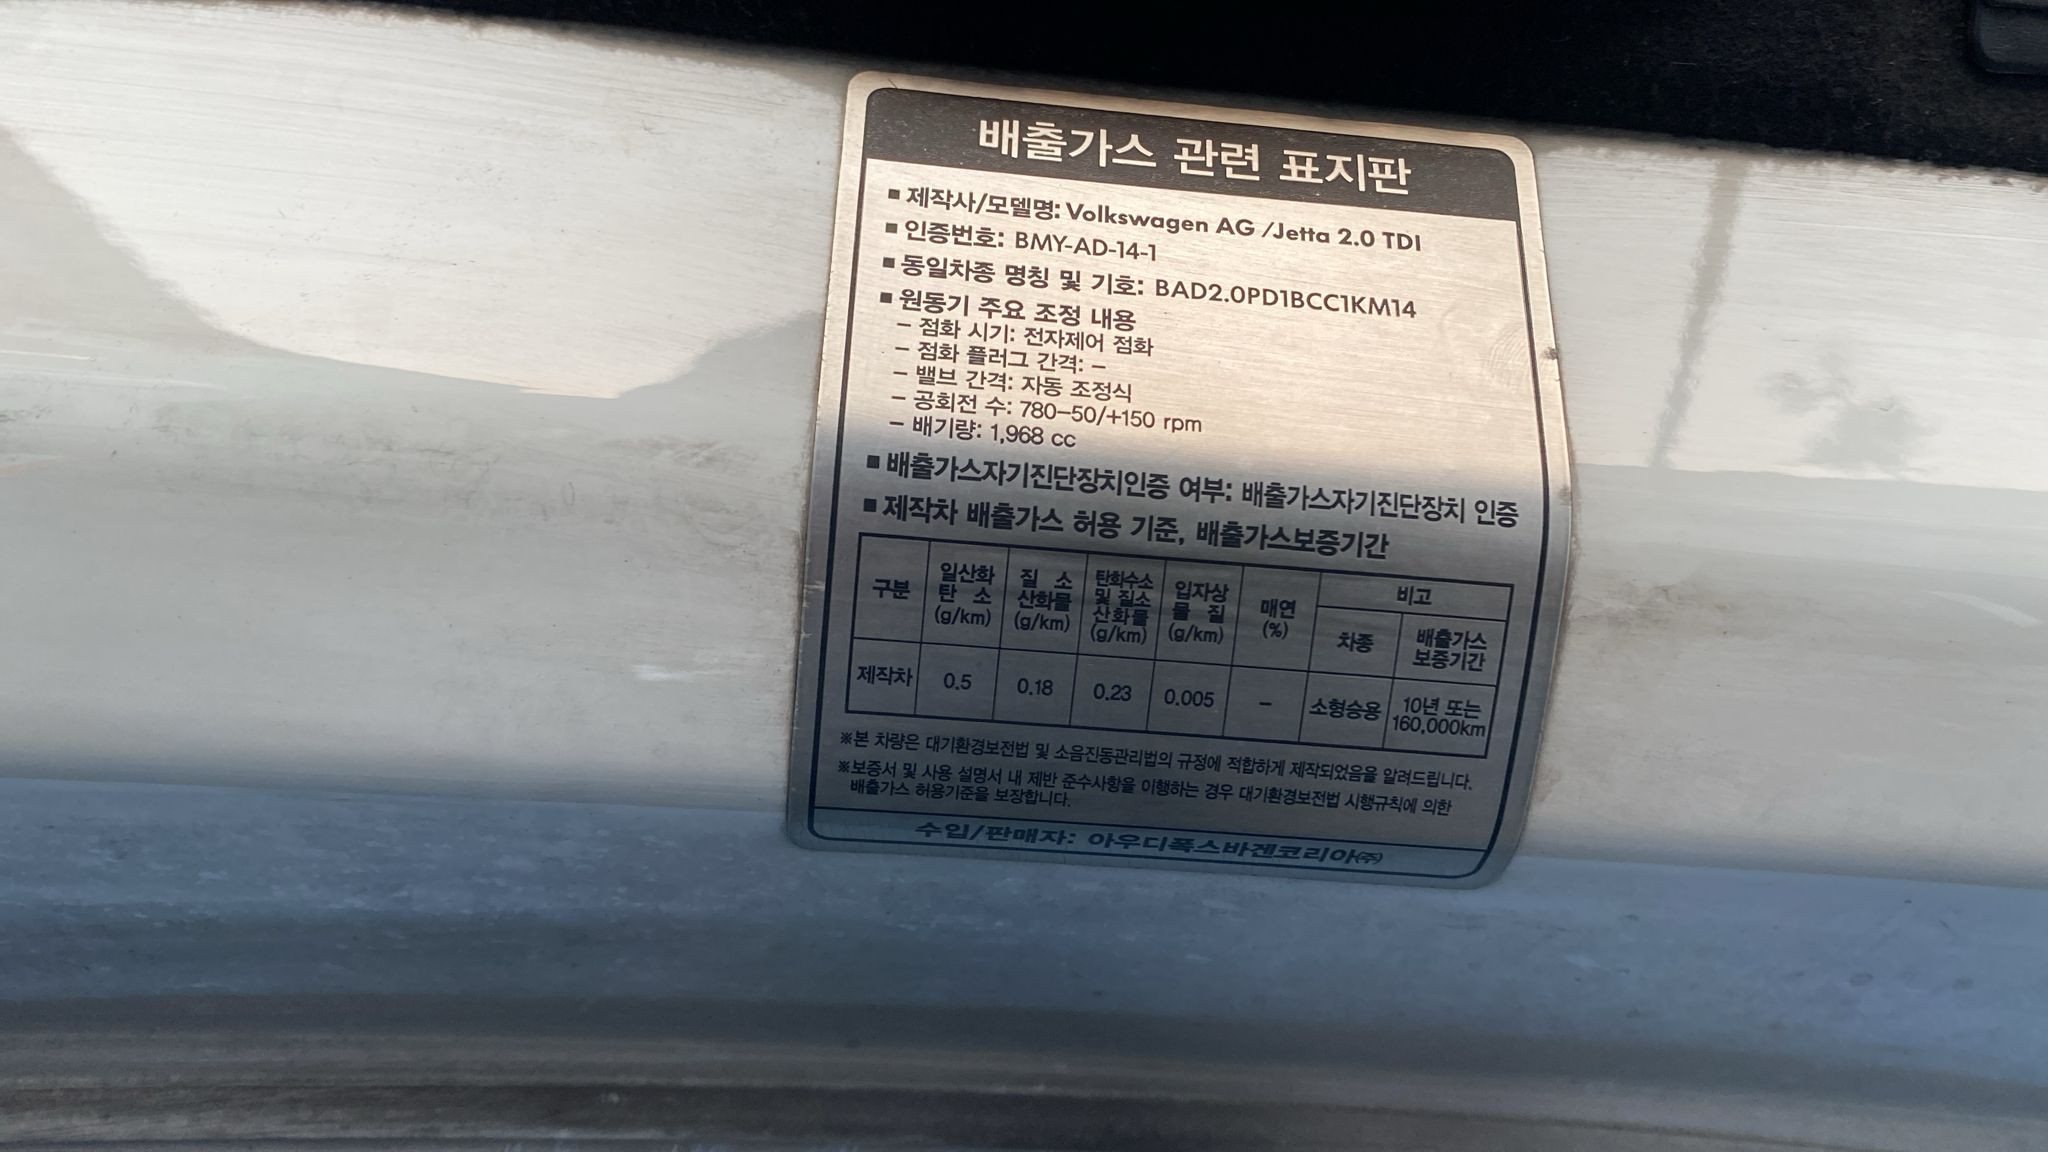 배출가스 관련 표지판
■ 제작사/모델명: Volkswagen AG /Jetta 2.0 TDI
■ 인증번호: BMY-AD-14-1
■ 동일차종 명칭 및 기호: BAD2.0PD1BCC1KM14
■ 원동기 주요 조정 내용
– 점화 시기: 전자제어 점화
– 점화 플러그 간격: –
– 밸브 간격: 자동 조정식
– 공회전 수: 780–50/+150 rpm
– 배기량: 1,968 cc
■ 배출가스자기진단장치인증 여부: 배출가스자기진단장치 인증
■ 제작차 배출가스 허용 기준, 배출가스보증기간
구분 일산화 탄 소 (g/km) 질 소 산화물 (g/km) 탄화수소 및 질소 산화물 (g/km) 입자상 물 질 (g/km) 매연 (%) 비고
차종 배출가스 보증기간
제작차 0.5 0.18 0.23 0.005 – 소형승용 10년 또는 160,000km
※본 차량은 대기환경보전법 및 소음진동관리법의 규정에 적합하게 제작되었음을 알려드립니다.
※보증서 및 사용 설명서 내 제반 준수사항을 이행하는 경우 대기환경보전법 시행규칙에 의한
배출가스 허용기준을 보장합니다.
수입/판매자: 아우디폭스바겐코리아㈜